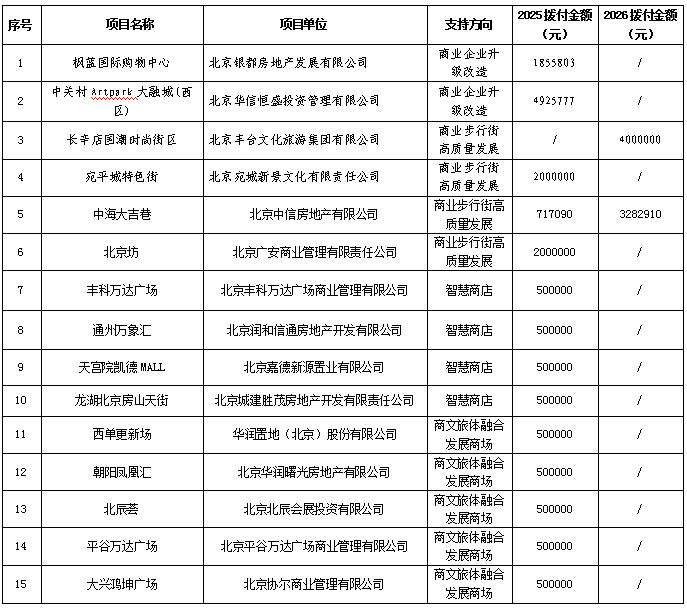 序号 项目名称 项目单位 支持方向 2025拨付金额（元） 2026拨付金额（元）
1 枫蓝国际购物中心 北京银都房地产发展有限公司 商业企业升级改造 1855803 /
2 中关村Artpark大融城(西区) 北京华信恒盛投资管理有限公司 商业企业升级改造 4925777 /
3 长辛店国潮时尚街区 北京丰台文化旅游集团有限公司 商业步行街高质量发展 / 4000000
4 宛平城特色街 北京宛城新景文化有限责任公司 商业步行街高质量发展 2000000 /
5 中海大吉巷 北京中信房地产有限公司 商业步行街高质量发展 717090 3282910
6 北京坊 北京广安商业管理有限责任公司 商业步行街高质量发展 2000000 /
7 丰科万达广场 北京丰科万达广场商业管理有限公司 智慧商店 500000 /
8 通州万象汇 北京润和信通房地产开发有限公司 智慧商店 500000 /
9 天宫院凯德MALL 北京嘉德新源置业有限公司 智慧商店 500000 /
10 龙湖北京房山天街 北京城建胜茂房地产开发有限责任公司 智慧商店 500000 /
11 西单更新场 华润置地（北京）股份有限公司 商文旅体融合发展商场 500000 /
12 朝阳凤凰汇 北京华润曙光房地产有限公司 商文旅体融合发展商场 500000 /
13 北辰荟 北京北辰会展投资有限公司 商文旅体融合发展商场 500000 /
14 平谷万达广场 北京平谷万达广场商业管理有限公司 商文旅体融合发展商场 500000 /
15 大兴鸿坤广场 北京协尔商业管理有限公司 商文旅体融合发展商场 500000 /